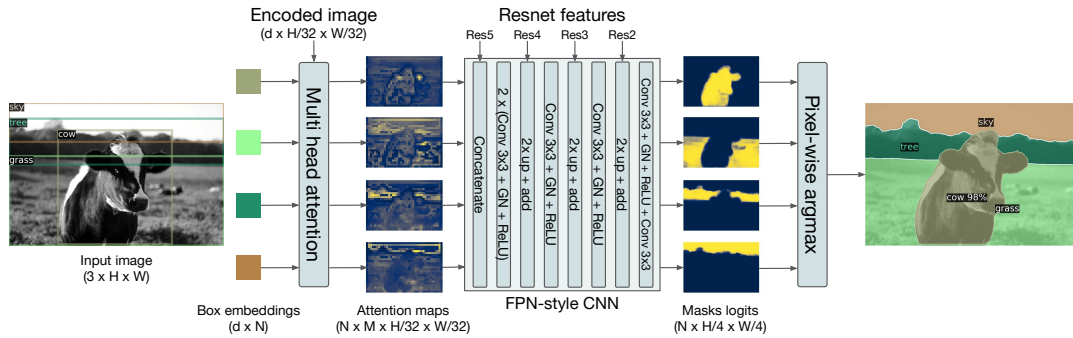 Encoded image
(d x H/32 x W/32)
Resnet features
Res5
Res4
Res3
Res2
sky
tree
cow
grass
Input image
(3 x H x W)
Box embeddings
(d x N)
Multi head attention
Attention maps
(N x M x H/32 x W/32)
Concatenate
2 x (Conv 3x3 + GN + ReLU)
2x up + add
Conv 3x3 + GN + ReLU
2x up + add
Conv 3x3 + GN + ReLU
2x up + add
Conv 3x3 + GN + ReLU + Conv 3x3
FPN-style CNN
Masks logits
(N x H/4 x W/4)
Pixel-wise argmax
sky
tree
cow 98%
grass